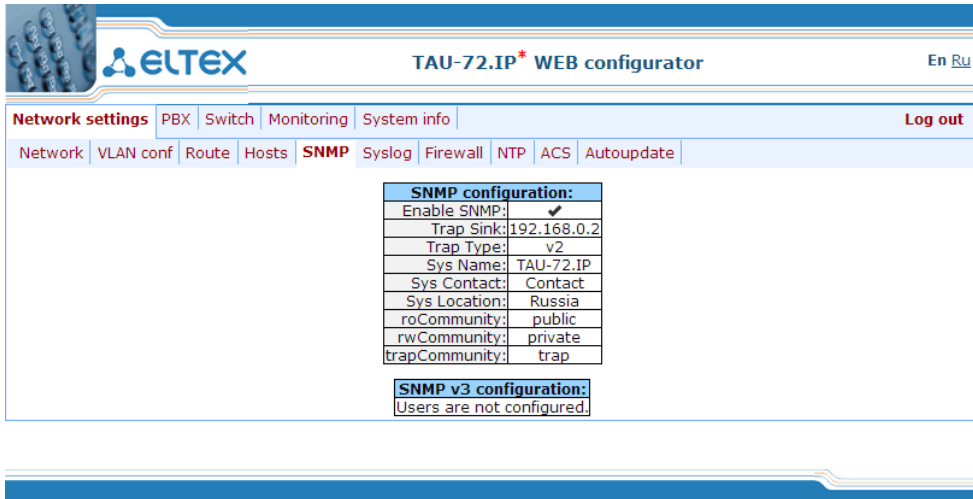 ELTEX
TAU-72.IP* WEB configurator
En Ru
Network settings PBX Switch Monitoring System info Log out
Network VLAN conf Route Hosts SNMP Syslog Firewall NTP ACS Autoupdate
SNMP configuration:
Enable SNMP: ✔
Trap Sink: 192.168.0.2
Trap Type: v2
Sys Name: TAU-72.IP
Sys Contact: Contact
Sys Location: Russia
roCommunity: public
rwCommunity: private
trapCommunity: trap
SNMP v3 configuration:
Users are not configured.